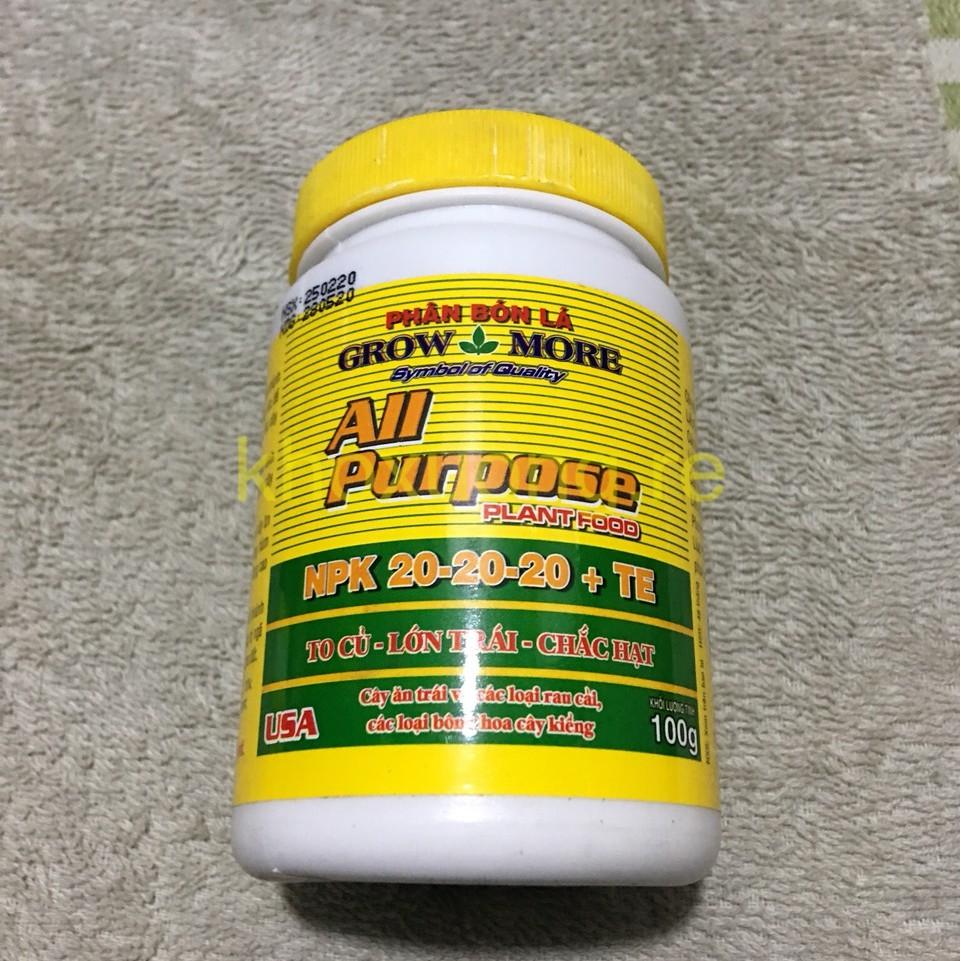 NSX: 250220
PHÂN BÓN LÁ
GROW MORE
Symbol of Quality
All
Purpose
PLANT FOOD
NPK 20-20-20 + TE
TO CỦ - LỚN TRÁI - CHẮC HẠT
Cây ăn trái và các loại rau cải,
các loại bông hoa cây kiểng
USA
KHỐI LƯỢNG TỊNH
100g